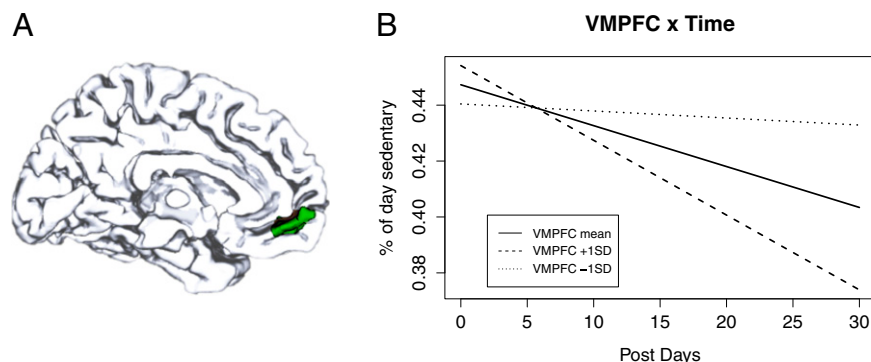 A
B
VMPFC x Time
% of day sedentary
0.44
0.42
0.40
0.38
VMPFC mean
VMPFC +1SD
VMPFC −1SD
0 5 10 15 20 25 30
Post Days